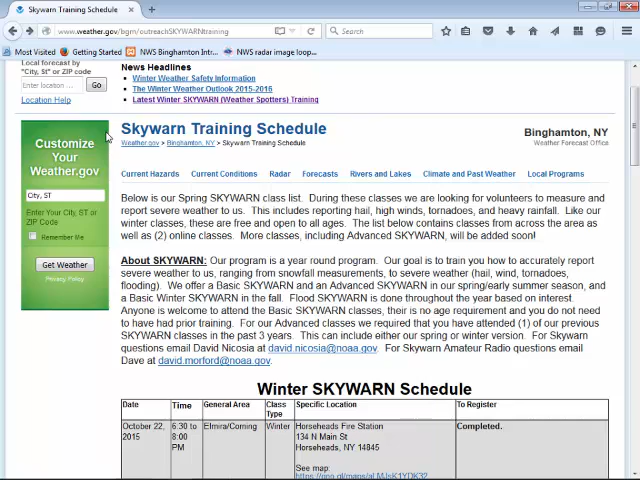 Skywarn Training Schedule
www.weather.gov/bgm/outreachSKYWARNtraining
Search
Most Visited Getting Started NWS Binghamton Intr... NWS radar image loop...
Local forecast by
"City, St" or ZIP code
Enter location ...
Go
Location Help
News Headlines
Winter Weather Safety Information
The Winter Weather Outlook 2015-2016
Latest Winter SKYWARN (Weather Spotters) Training
Customize
Your
Weather.gov
City, ST
Enter Your City, ST or
ZIP Code
Remember Me
Get Weather
Privacy Policy
Skywarn Training Schedule
Weather.gov > Binghamton, NY > Skywarn Training Schedule
Binghamton, NY
Weather Forecast Office
Current Hazards Current Conditions Radar Forecasts Rivers and Lakes Climate and Past Weather Local Programs
Below is our Spring SKYWARN class list. During these classes we are looking for volunteers to measure and
report severe weather to us. This includes reporting hail, high winds, tornadoes, and heavy rainfall. Like our
winter classes, these are free and open to all ages. The list below contains classes from across the area as
well as (2) online classes. More classes, including Advanced SKYWARN, will be added soon!
About SKYWARN: Our program is a year round program. Our goal is to train you how to accurately report
severe weather to us, ranging from snowfall measurements, to severe weather (hail, wind, tornadoes,
flooding). We offer a Basic SKYWARN and an Advanced SKYWARN in our spring/early summer season, and
a Basic Winter SKYWARN in the fall. Flood SKYWARN is done throughout the year based on interest.
Anyone is welcome to attend the Basic SKYWARN classes, their is no age requirement and you do not need
to have had prior training. For our Advanced classes we required that you have attended (1) of our previous
SKYWARN classes in the past 3 years. This can include either our spring or winter version. For Skywarn
questions email David Nicosia at david.nicosia@noaa.gov. For Skywarn Amateur Radio questions email
Dave at david.morford@noaa.gov.
Winter SKYWARN Schedule
Date Time General Area Class Type Specific Location To Register
October 22, 2015 6:30 to 8:00 PM Elmira/Corning Winter Horseheads Fire Station Completed.
134 N Main St
Horseheads, NY 14845
See map: